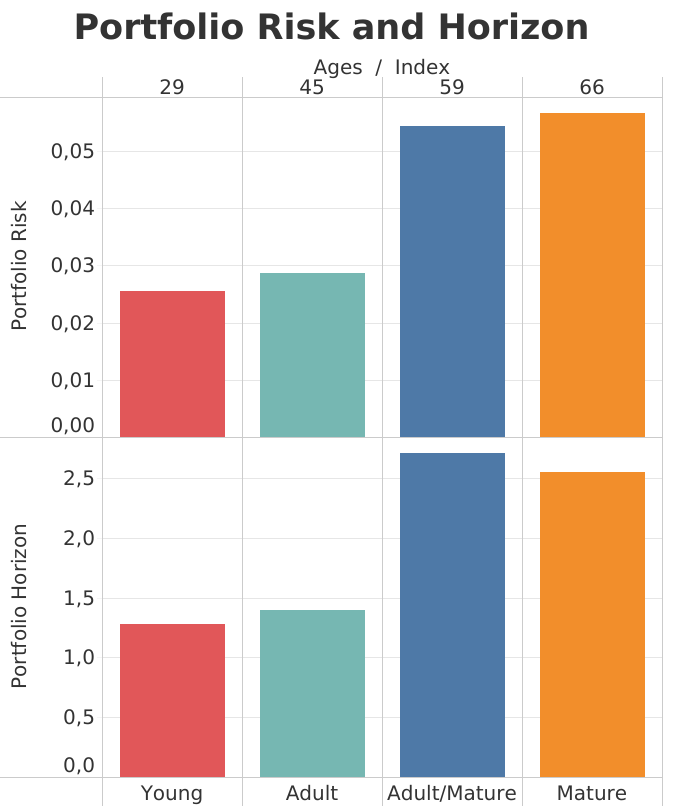 Portfolio Risk and Horizon
Ages / Index
29 45 59 66
Portfolio Risk
0,05
0,04
0,03
0,02
0,01
0,00
Portfolio Horizon
2,5
2,0
1,5
1,0
0,5
0,0
Young Adult Adult/Mature Mature